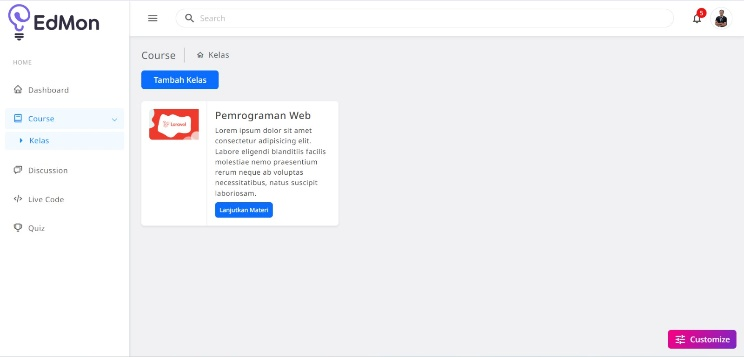 EdMon
Search
5
HOME
Dashboard
Course
Kelas
Discussion
Live Code
Quiz
Course
Kelas
Tambah Kelas
Laravel
Pemrograman Web
Lorem ipsum dolor sit amet
consectetur adipisicing elit.
Labore eligendi blanditiis facilis
molestiae nemo praesentium
rerum neque ab voluptas
necessitatibus, natus suscipit
laboriosam.
Lanjutkan Materi
Customize